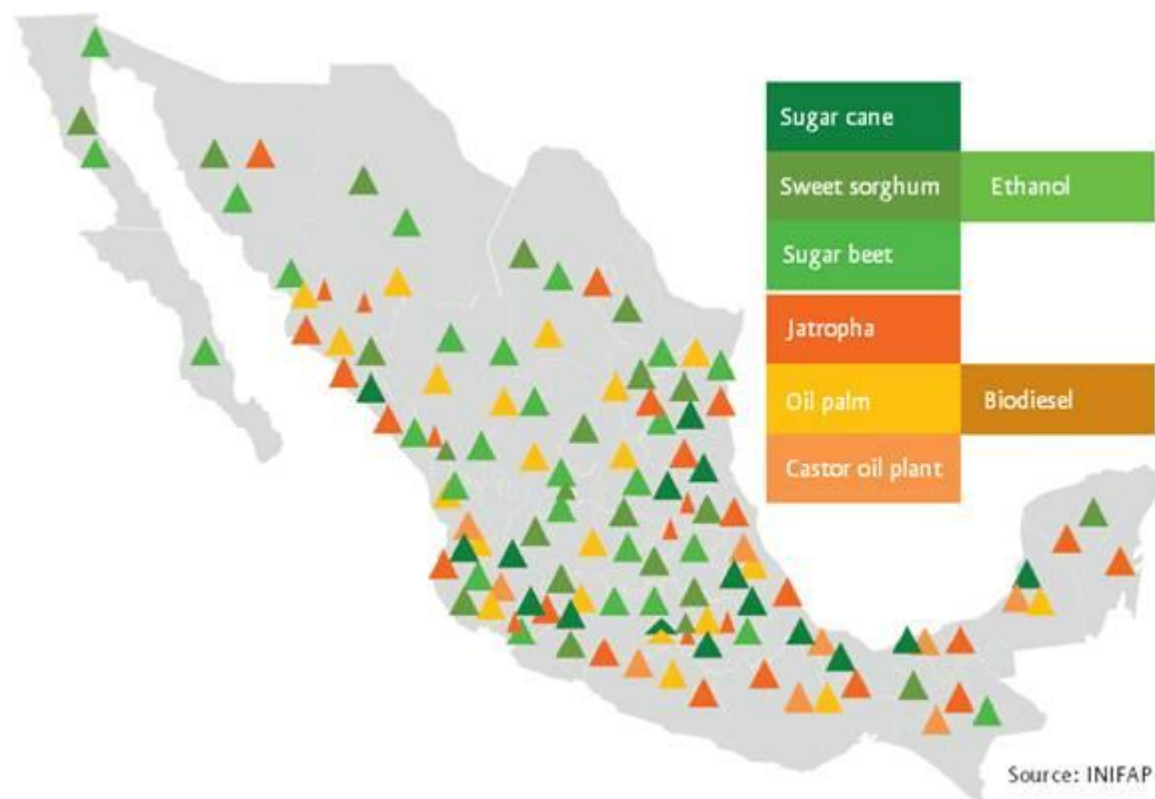 Sugar cane
Sweet sorghum
Ethanol
Sugar beet
Jatropha
Oil palm
Biodiesel
Castor oil plant
Source: INIFAP